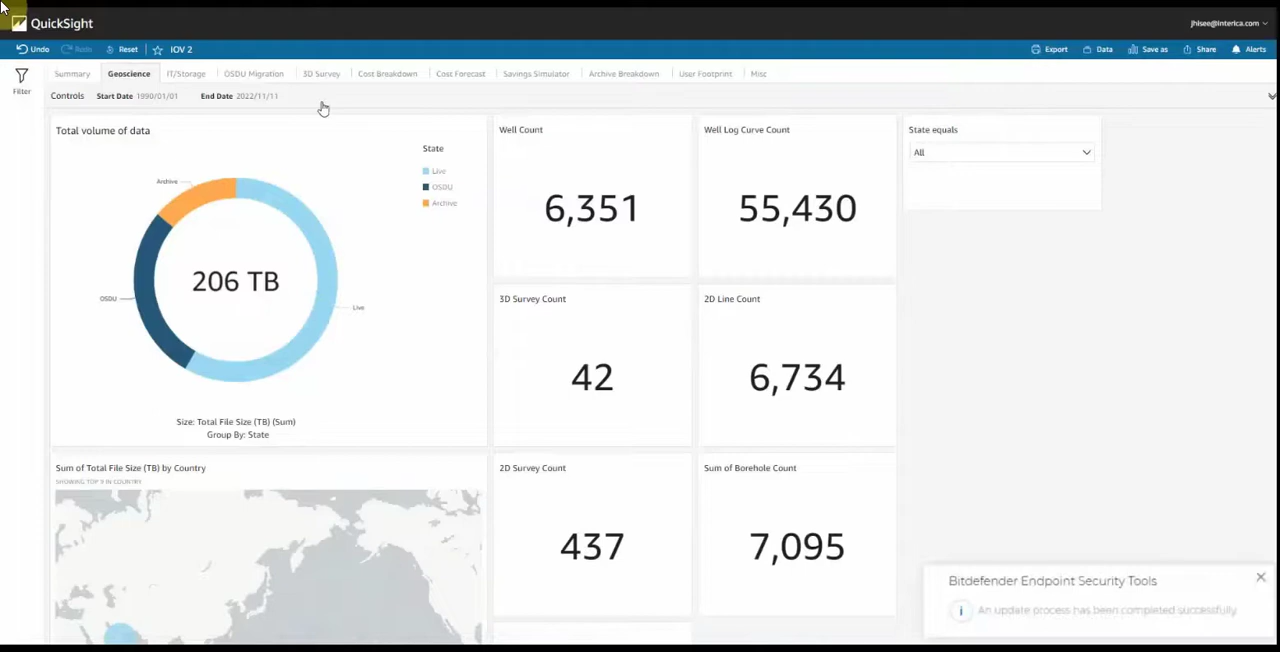 QuickSight
jhisee@interica.com
Undo Redo Reset IOV 2 Export Data Save as Share Alerts
Summary Geoscience IT/Storage OSDU Migration 3D Survey Cost Breakdown Cost Forecast Savings Simulator Archive Breakdown User Footprint Misc
Filter
Controls Start Date 1990/01/01 End Date 2022/11/11
Total volume of data
State
Live
OSDU
Archive
Archive
206 TB
OSDU
Live
Size: Total File Size (TB) (Sum)
Group By: State
Well Count
6,351
Well Log Curve Count
55,430
State equals
All
3D Survey Count
42
2D Line Count
6,734
Sum of Total File Size (TB) by Country
SHOWING TOP 9 IN COUNTRY
2D Survey Count
437
Sum of Borehole Count
7,095
Bitdefender Endpoint Security Tools
An update process has been completed successfully